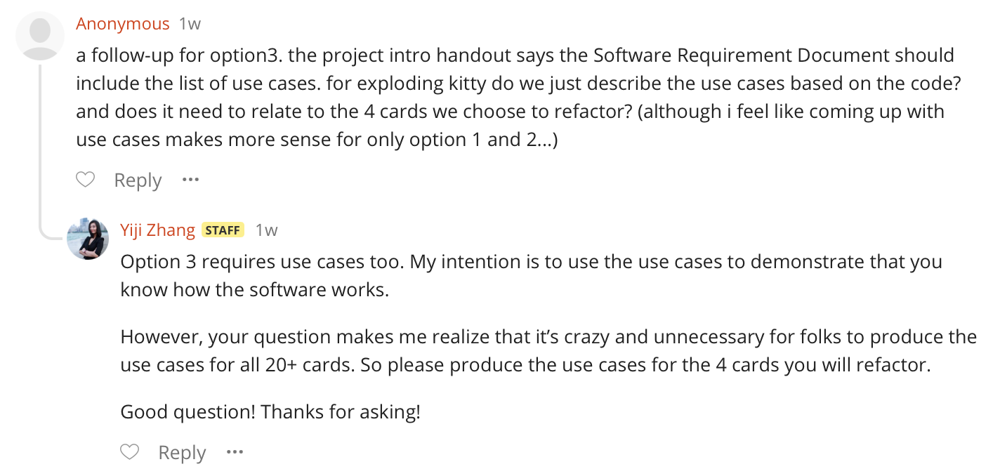 Anonymous 1w
a follow-up for option3. the project intro handout says the Software Requirement Document should
include the list of use cases. for exploding kitty do we just describe the use cases based on the code?
and does it need to relate to the 4 cards we choose to refactor? (although i feel like coming up with
use cases makes more sense for only option 1 and 2...)
Reply ···
Yiji Zhang STAFF 1w
Option 3 requires use cases too. My intention is to use the use cases to demonstrate that you
know how the software works.
However, your question makes me realize that it’s crazy and unnecessary for folks to produce the
use cases for all 20+ cards. So please produce the use cases for the 4 cards you will refactor.
Good question! Thanks for asking!
Reply ···